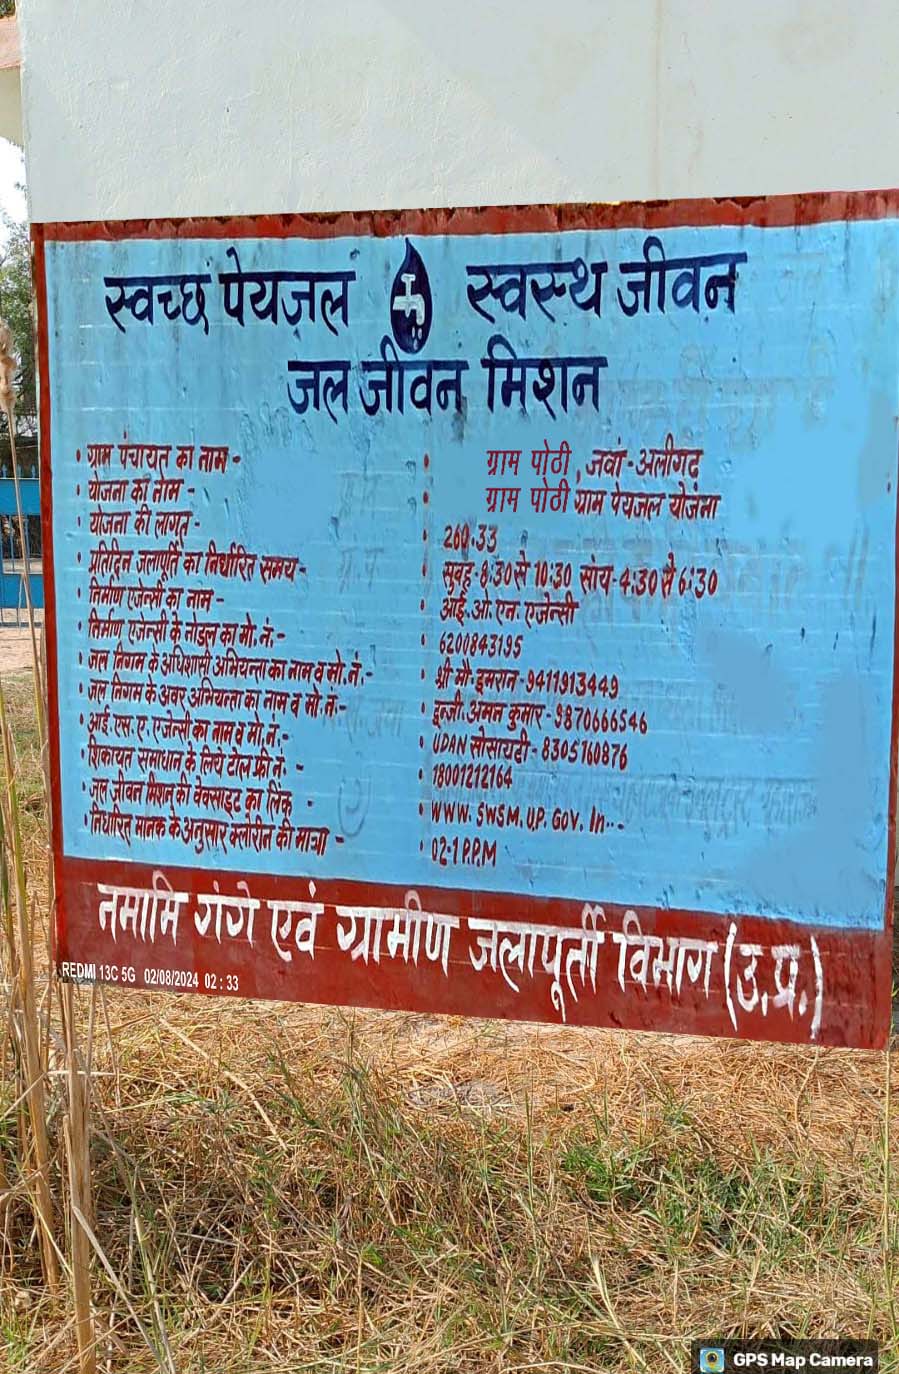 स्वच्छ पेयजल स्वस्थ जीवन
जल जीवन मिशन
ग्राम पंचायत का नाम - ग्राम पोठी , जवां - अलीगढ़
योजना का नाम - ग्राम पोठी ग्राम पेयजल योजना
योजना की लागत - 260.33
प्रतिदिन जलापूर्ति का निर्धारित समय - सुबह - 8:30 से 10:30 सांय - 4:30 से 6:30
निर्माण एजेन्सी का नाम - आई.ओ.एन. एजेन्सी
निर्माण एजेन्सी के नोडल का मो. नं. - 6200843195
जल निगम के अधिशासी अभियन्ता का नाम व मो. नं. - श्री मौ. इमरान - 9411913449
जल निगम के अवर अभियन्ता का नाम व मो. नं. - इन्जी. अमन कुमार - 9870666546
आई. एस. ए. एजेन्सी का नाम व मो. नं. - UDAN सोसायटी - 8305160876
शिकायत समाधान के लिये टोल फ्री नं. - 18001212164
जल जीवन मिशन की वेबसाइट का लिंक - WWW. SWSM. UP. GOV. In--
निर्धारित मानक के अनुसार क्लोरीन की मात्रा - 02-1 P.P.M
नमामि गंगे एवं ग्रामीण जलापूर्ती विभाग (उ.प्र.)
REDMI 13C 5G 02/08/2024 02 : 33
GPS Map Camera